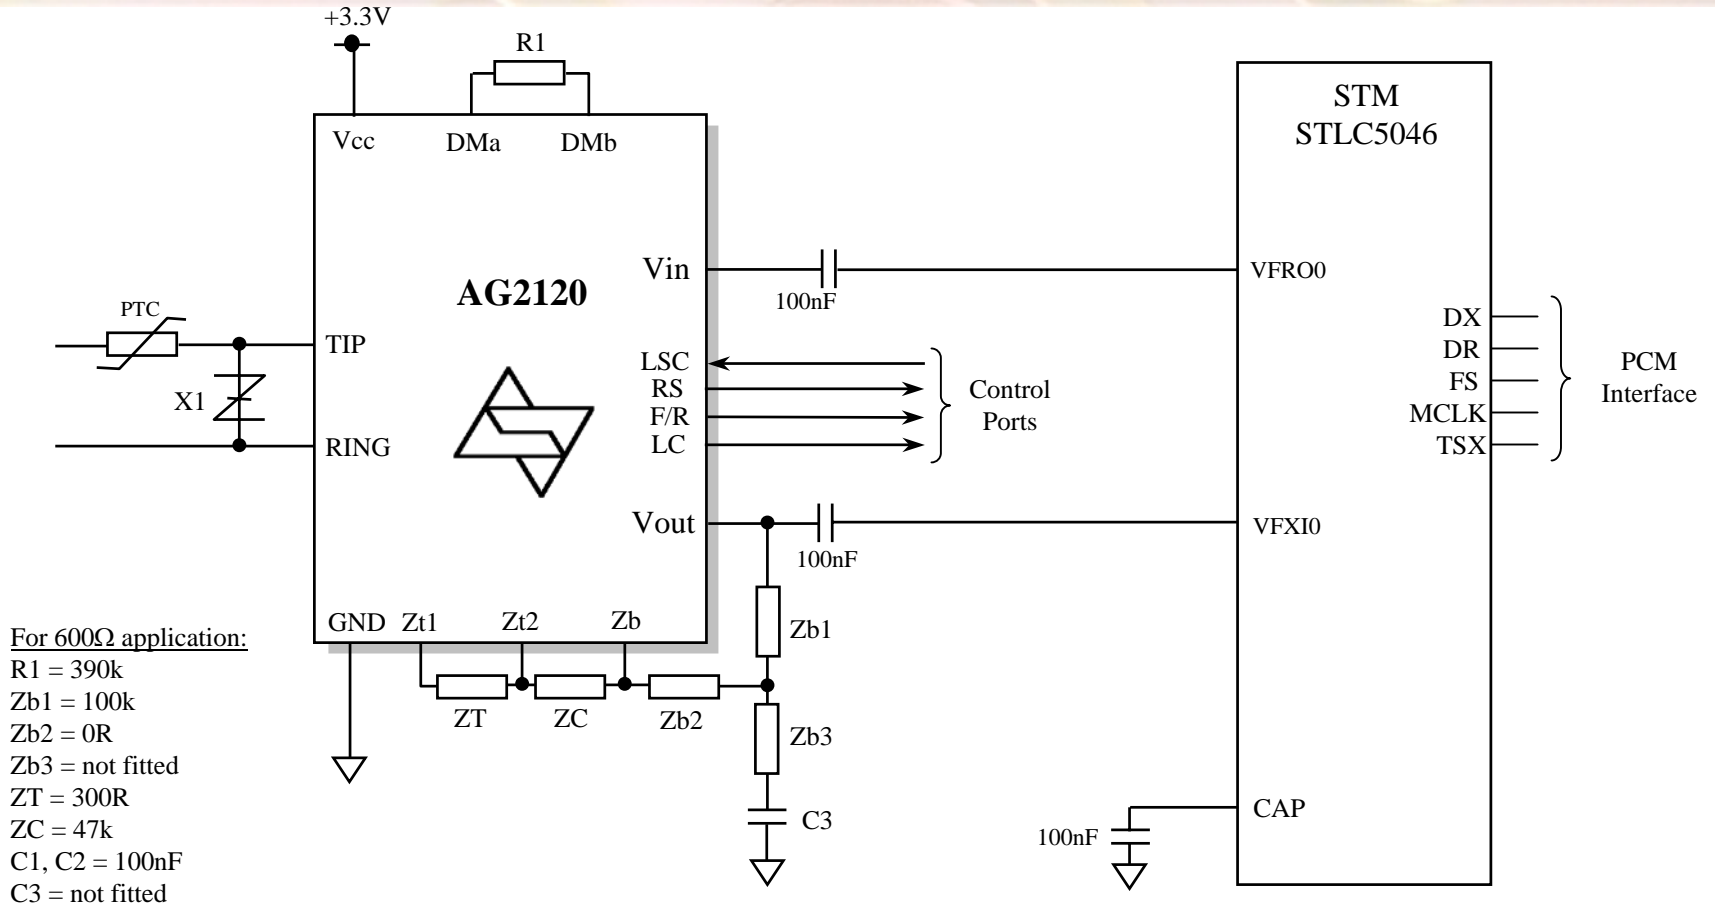 +3.3V
R1
STM
STLC5046
Vcc
DMa
DMb
Vin
VFRO0
AG2120
100nF
PTC
TIP
X1
RING
LSC
RS
F/R
LC
Control
Ports
DX
DR
FS
MCLK
TSX
PCM
Interface
Vout
VFXI0
100nF
GND
Zt1
Zt2
Zb
Zb1
ZT
ZC
Zb2
Zb3
C3
CAP
100nF
For 600Ω application:
R1 = 390k
Zb1 = 100k
Zb2 = 0R
Zb3 = not fitted
ZT = 300R
ZC = 47k
C1, C2 = 100nF
C3 = not fitted